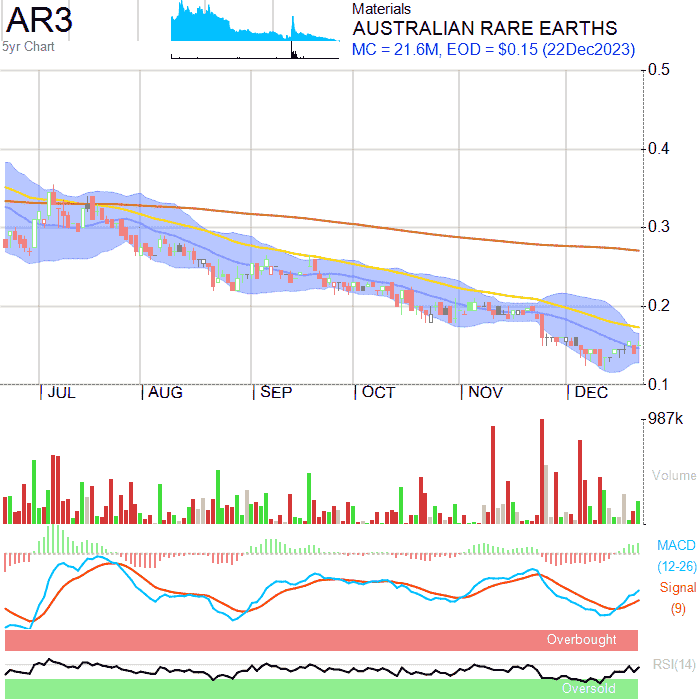 AR3
5yr Chart
Materials
AUSTRALIAN RARE EARTHS
MC = 21.6M, EOD = $0.15 (22Dec2023)
0.5
0.4
0.3
0.2
0.1
JUL AUG SEP OCT NOV DEC
987k
Volume
MACD
(12-26)
Signal
(9)
Overbought
RSI(14)
Oversold